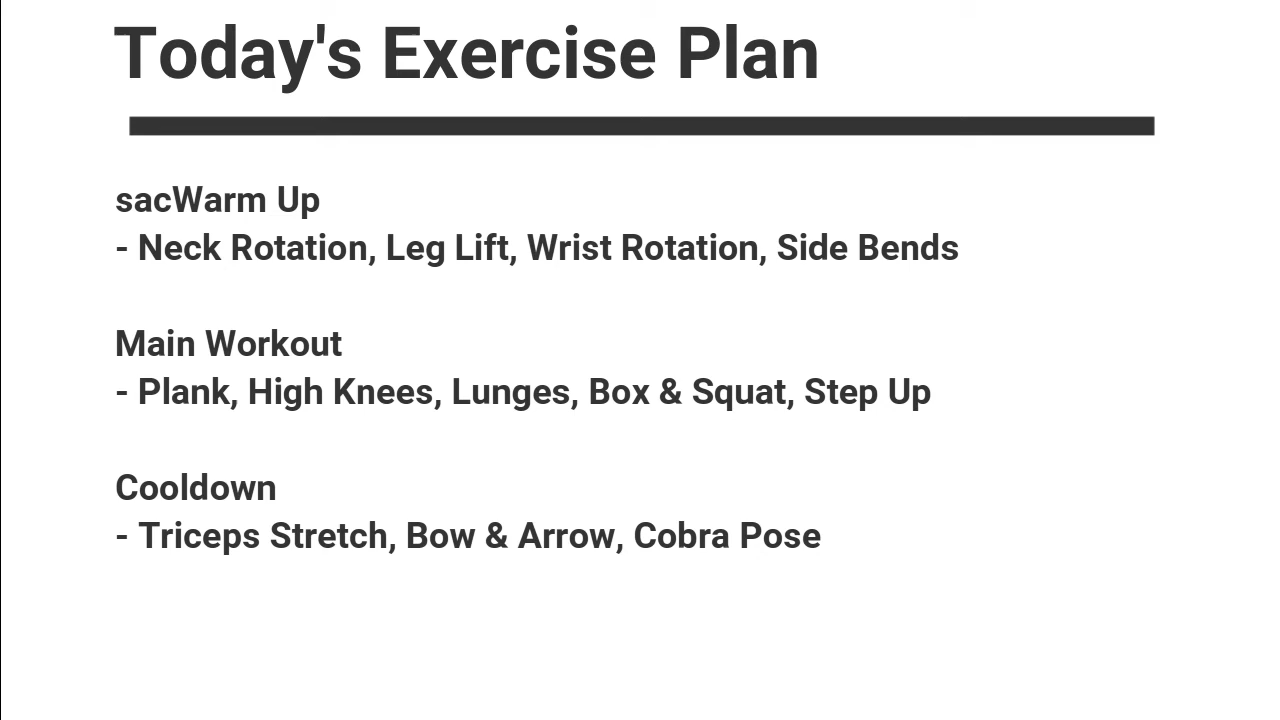 Today's Exercise Plan
sacWarm Up
- Neck Rotation, Leg Lift, Wrist Rotation, Side Bends
Main Workout
- Plank, High Knees, Lunges, Box & Squat, Step Up
Cooldown
- Triceps Stretch, Bow & Arrow, Cobra Pose